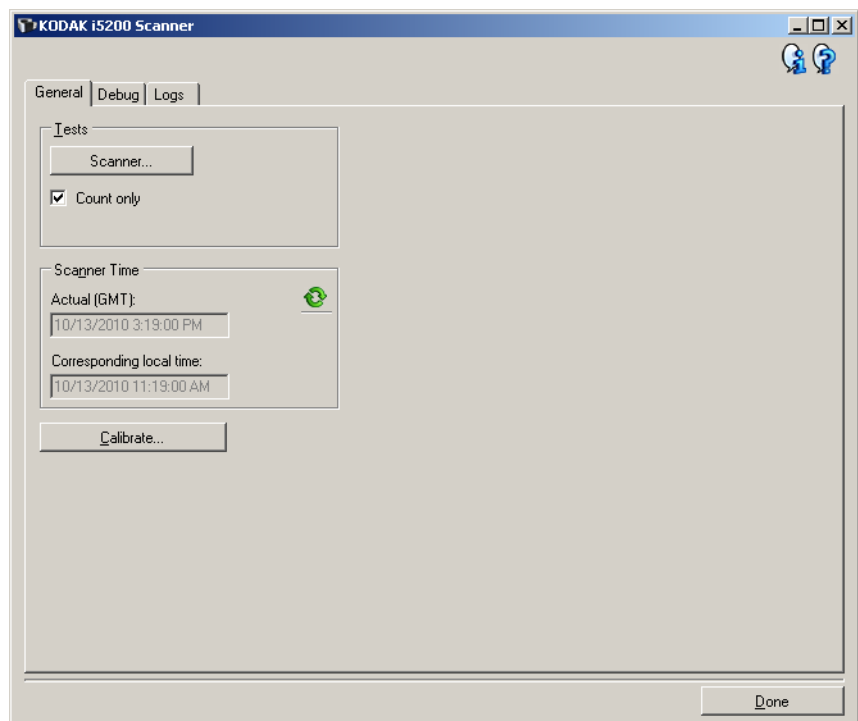 KODAK i5200 Scanner
General Debug Logs
Tests
Scanner...
Count only
Scanner Time
Actual (GMT):
10/13/2010 3:19:00 PM
Corresponding local time:
10/13/2010 11:19:00 AM
Calibrate...
Done